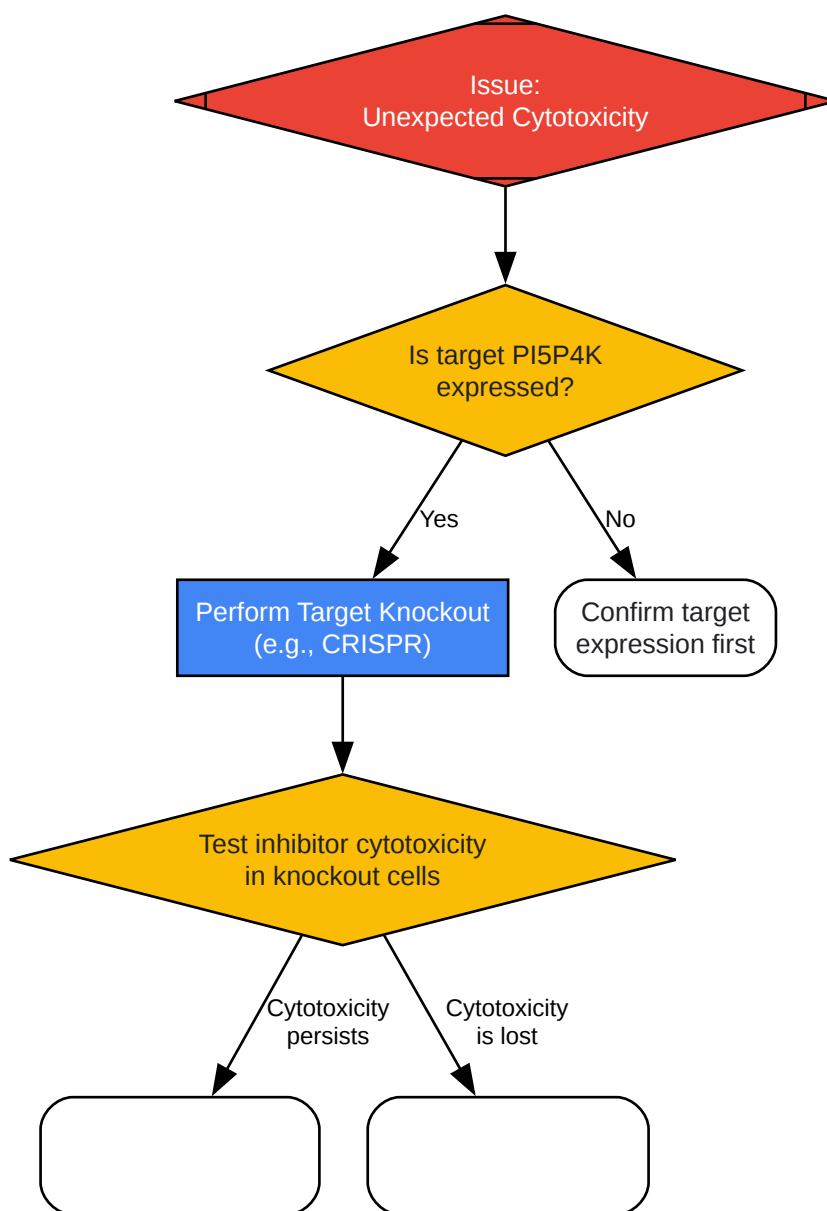 Issue:
Unexpected Cytotoxicity
Is target PI5P4K
expressed?
Yes
No
Perform Target Knockout
(e.g., CRISPR)
Confirm target
expression first
Test inhibitor cytotoxicity
in knockout cells
Cytotoxicity
persists
Cytotoxicity
is lost